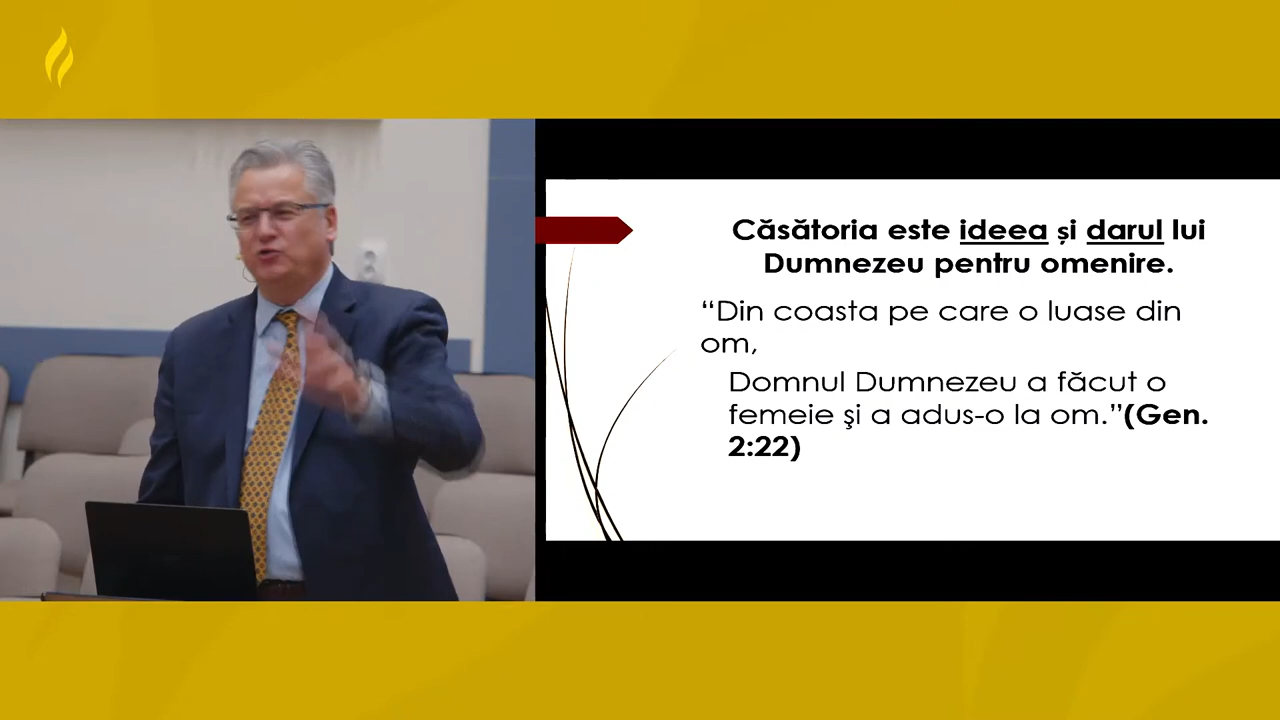 Căsătoria este ideea și darul lui
Dumnezeu pentru omenire.
“Din coasta pe care o luase din
om,
Domnul Dumnezeu a făcut o
femeie şi a adus-o la om.”(Gen.
2:22)